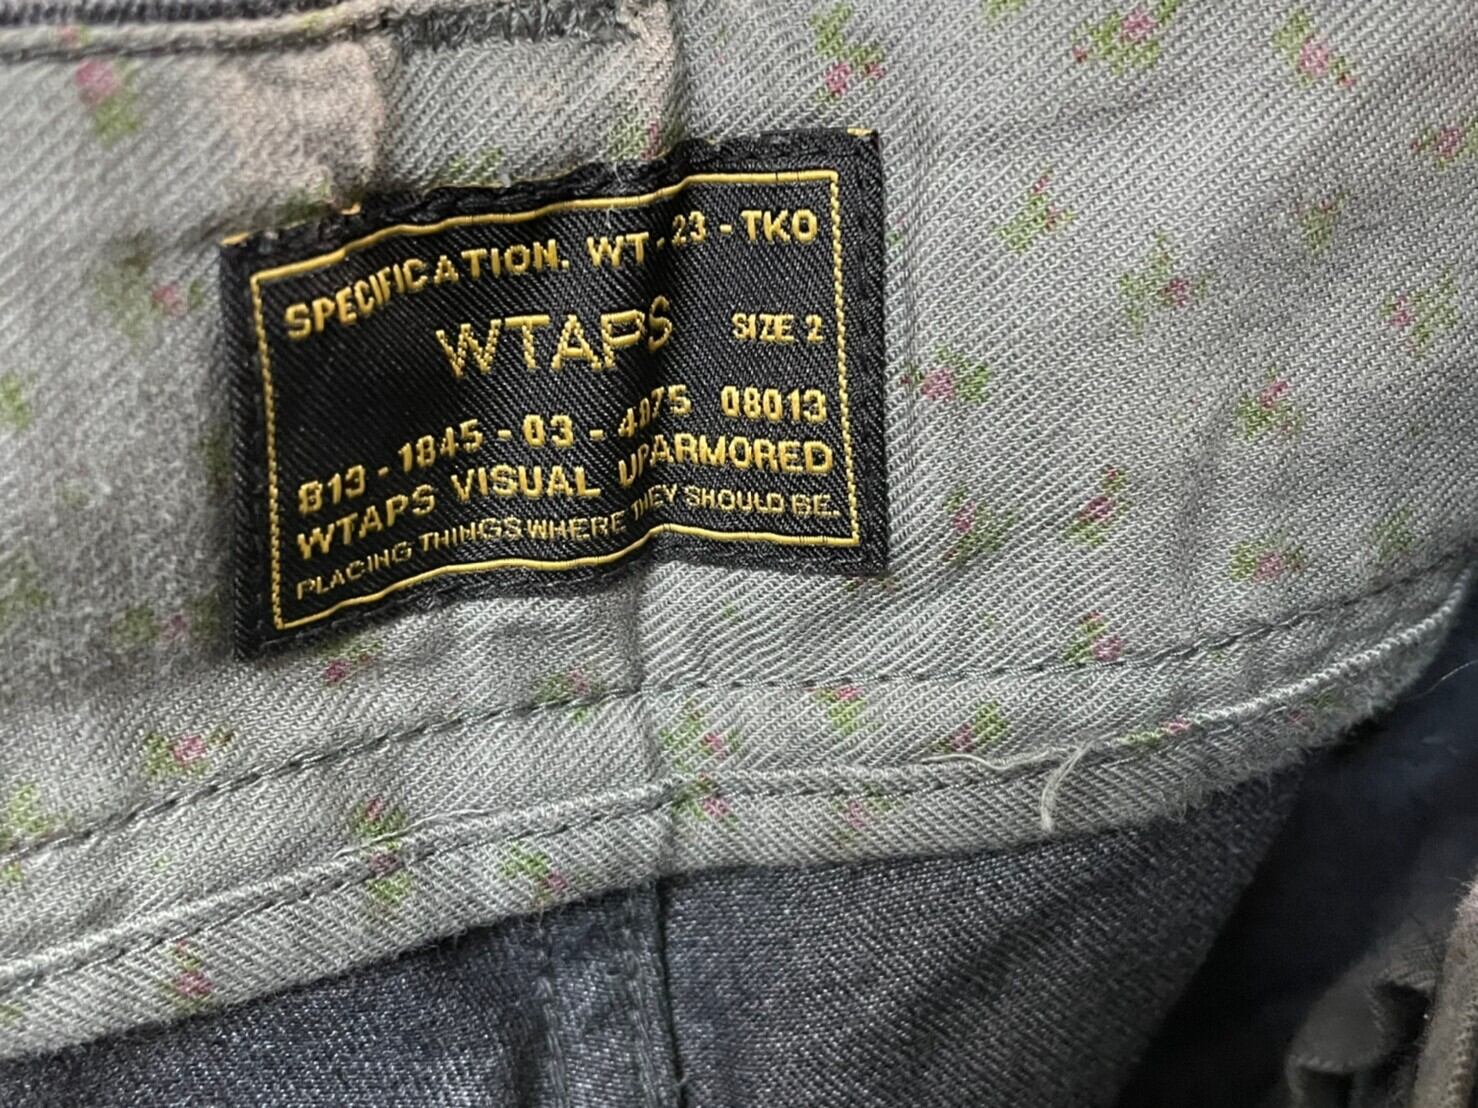 SPECIFICATION. WT-23-TKO
WTAPS SIZE 2
813-1845-03-4075 08013
WTAPS VISUAL UPARMORED
PLACING THINGS WHERE THEY SHOULD BE.